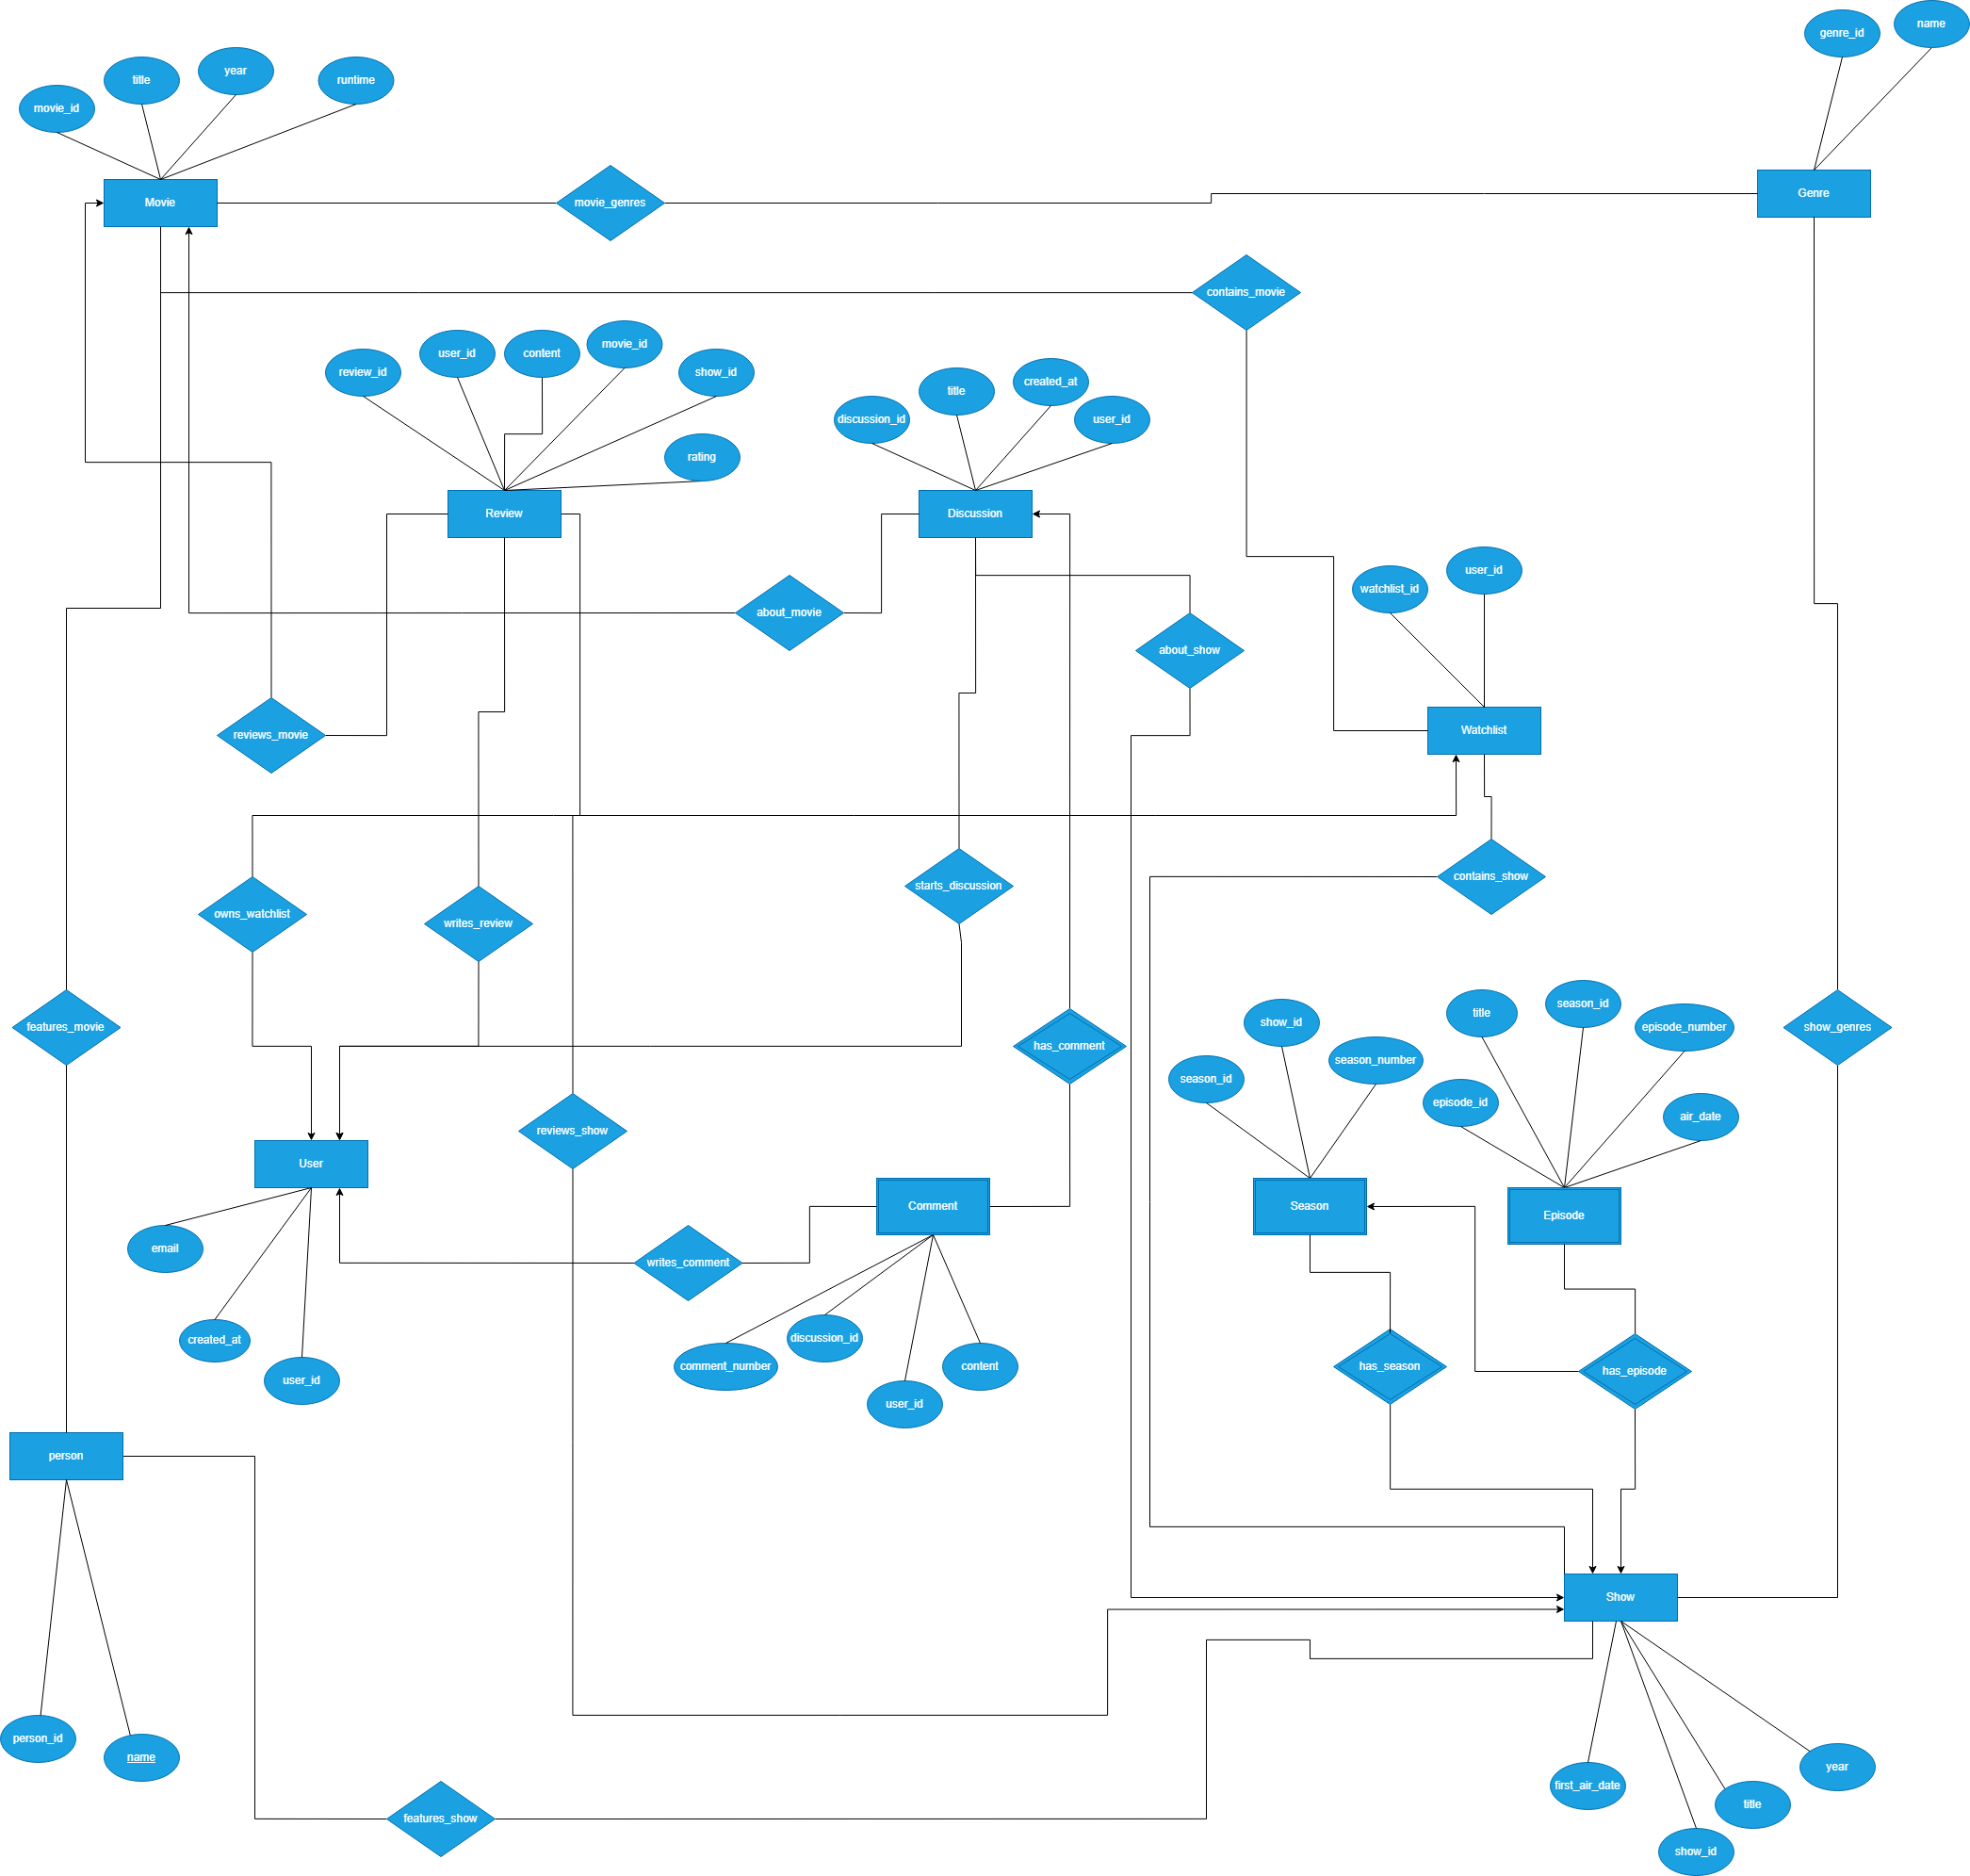 genre_id
name
movie_id
title
year
runtime
Movie
movie_genres
Genre
contains_movie
review_id
user_id
content
movie_id
show_id
rating
discussion_id
title
created_at
user_id
Review
Discussion
watchlist_id
user_id
about_movie
about_show
reviews_movie
Watchlist
owns_watchlist
writes_review
starts_discussion
contains_show
features_movie
has_comment
show_genres
season_id
show_id
season_number
title
season_id
episode_number
episode_id
air_date
User
reviews_show
Comment
Season
Episode
email
created_at
user_id
writes_comment
comment_number
discussion_id
user_id
content
has_season
has_episode
person
Show
person_id
name
features_show
first_air_date
show_id
title
year